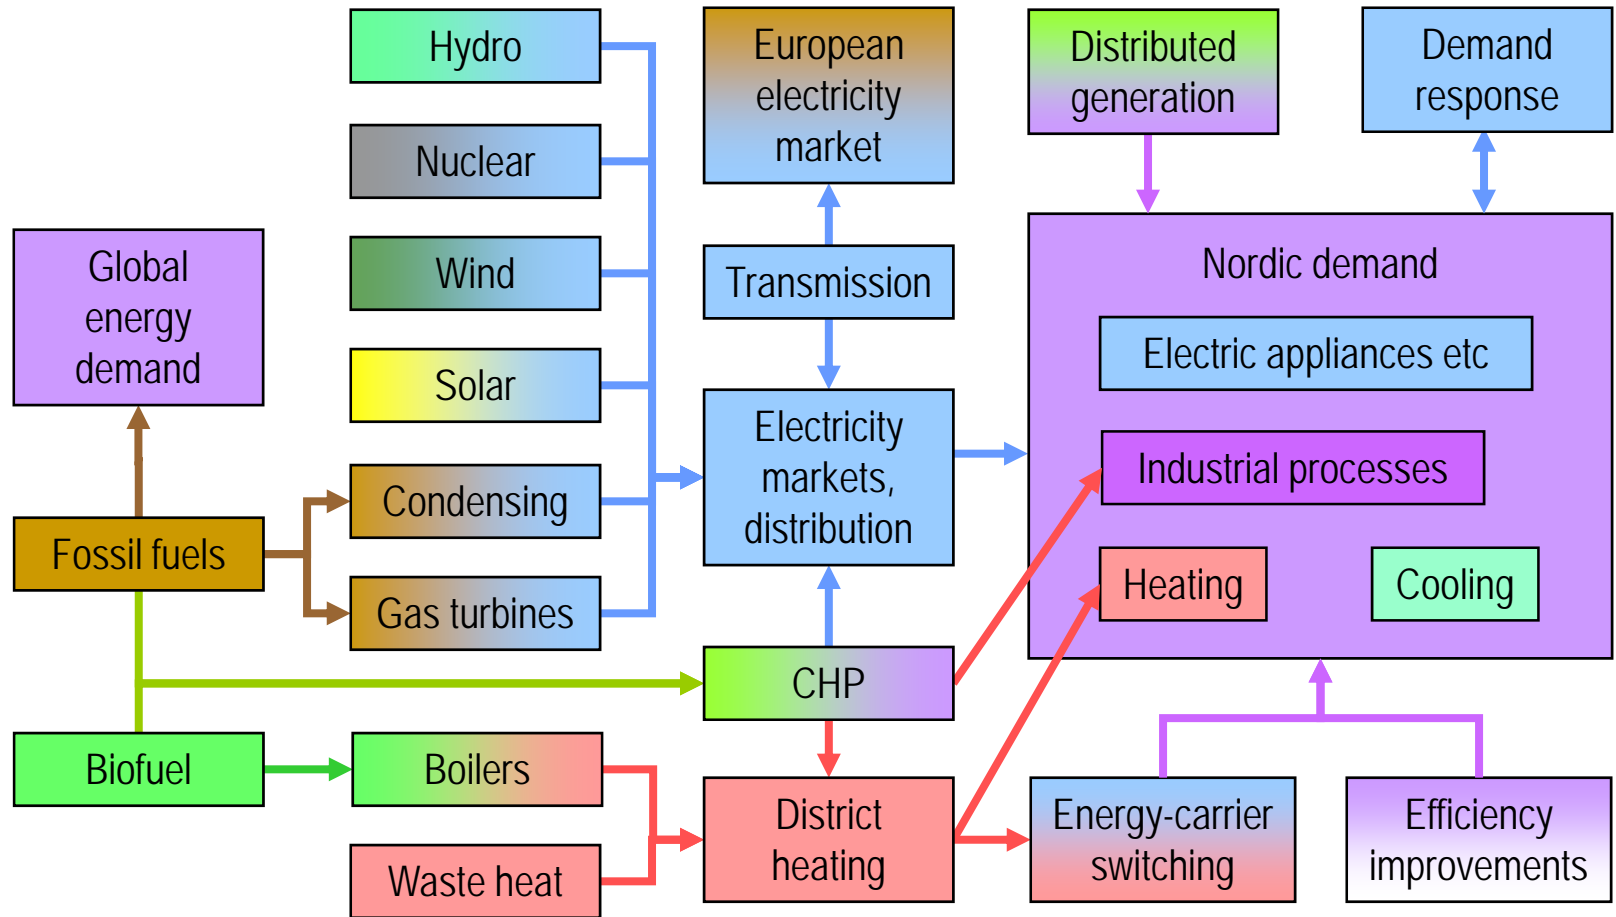 Hydro
European
electricity
market
Distributed
generation
Demand
response
Nuclear
Global
energy
demand
Wind
Transmission
Nordic demand
Electric appliances etc
Solar
Electricity
markets,
distribution
Industrial processes
Condensing
Fossil fuels
Gas turbines
Heating
Cooling
CHP
Biofuel
Boilers
District
heating
Energy-carrier
switching
Efficiency
improvements
Waste heat